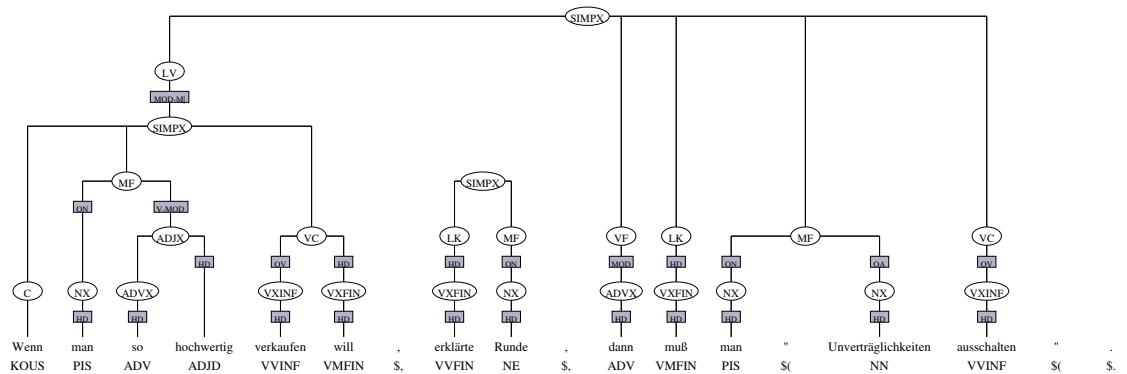 SIMPX
LV
MOD-M[
SIMPX
MF SIMPX
ON V-MOD
ADJX VC LK MF VF LK MF VC
HD OV HD HD ON MOD HD ON OA OV
C NX ADVX VXINF VXFIN VXFIN NX ADVX VXFIN NX NX VXINF
HD HD HD HD HD HD HD HD HD HD HD
Wenn man so hochwertig verkaufen will , erklärte Runde , dann muß man " Unverträglichkeiten ausschalten " .
KOUS PIS ADV ADJD VVINF VMFIN $, VVFIN NE $, ADV VMFIN PIS $( NN VVINF $( $.